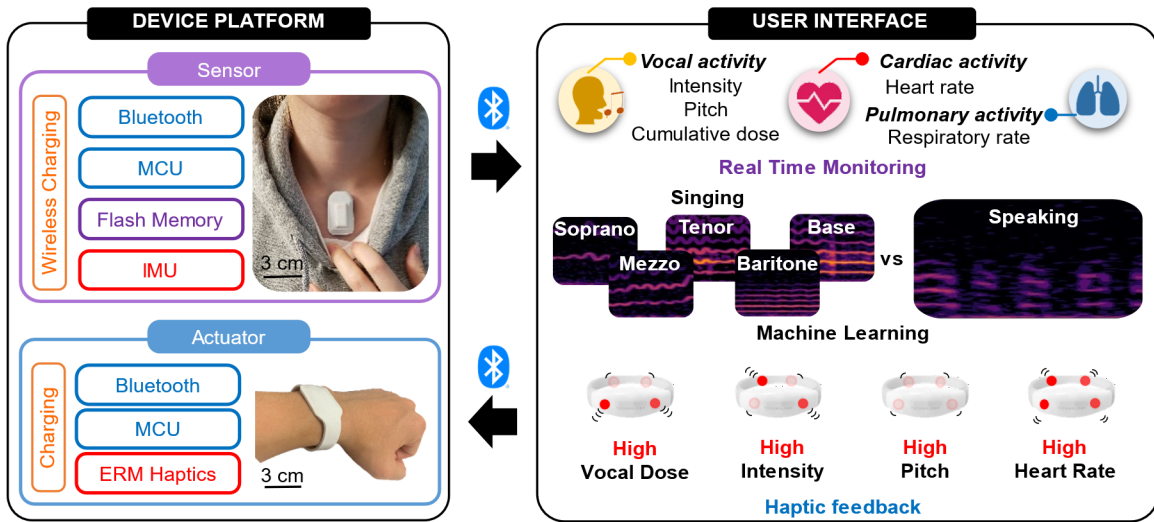 DEVICE PLATFORM
Sensor
Wireless Charging
Bluetooth
MCU
Flash Memory
IMU
3 cm
Actuator
Charging
Bluetooth
MCU
ERM Haptics
3 cm
USER INTERFACE
Vocal activity
Intensity
Pitch
Cumulative dose
Cardiac activity
Heart rate
Pulmonary activity
Respiratory rate
Real Time Monitoring
Singing
Soprano
Mezzo
Tenor
Baritone
Base
vs
Speaking
Machine Learning
High
Vocal Dose
High
Intensity
High
Pitch
High
Heart Rate
Haptic feedback